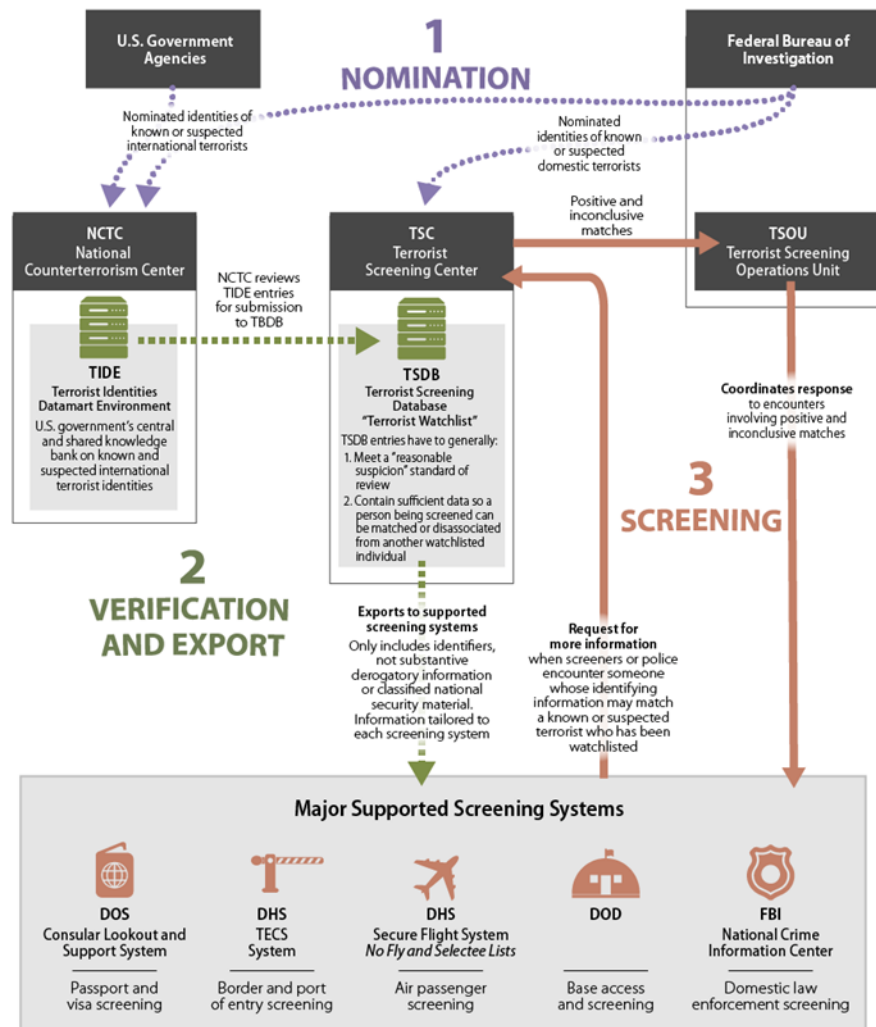 U.S. Government
Agencies
1
NOMINATION
Federal Bureau of
Investigation
Nominated identities of
known or suspected
international terrorists
Nominated
identities of known
or suspected
domestic terrorists
NCTC
National
Counterterrorism Center
TSC
Terrorist
Screening Center
Positive and
inconclusive
matches
TSOU
Terrorist Screening
Operations Unit
NCTC reviews
TIDE entries
for submission
to TBDB
TIDE
Terrorist Identities
Datamart Environment
U.S. government's central
and shared knowledge
bank on known and
suspected international
terrorist identities
TSDB
Terrorist Screening
Database
"Terrorist Watchlist"
TSDB entries have to generally:
1. Meet a "reasonable
suspicion" standard of
review
2. Contain sufficient data so a
person being screened can
be matched or disassociated
from another watchlisted
individual
Coordinates response
to encounters
involving positive and
inconclusive matches
3
SCREENING
2
VERIFICATION
AND EXPORT
Exports to supported
screening systems
Only includes identifiers,
not substantive
derogatory information
or classified national
security material.
Information tailored to
each screening system
Request for
more information
when screeners or police
encounter someone
whose identifying
information may match
a known or suspected
terrorist who has been
watchlisted
Major Supported Screening Systems
DOS
Consular Lookout and
Support System
Passport and
visa screening
DHS
TECS
System
Border and port
of entry screening
DHS
Secure Flight System
No Fly and Selectee Lists
Air passenger
screening
DOD
Base access
and screening
FBI
National Crime
Information Center
Domestic law
enforcement screening